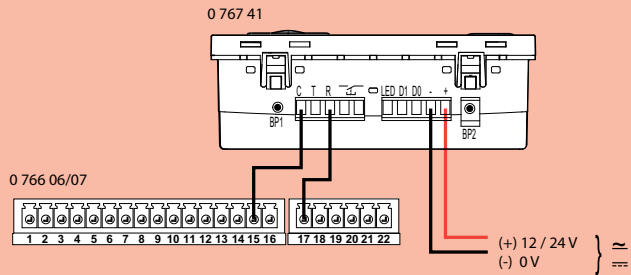 0 767 41
C T R LED D1 D0 - +
BP1 BP2
0 766 06/07
1 2 3 4 5 6 7 8 9 10 11 12 13 14 15 16 17 18 19 20 21 22
(+) 12 / 24 V
(-) 0 V